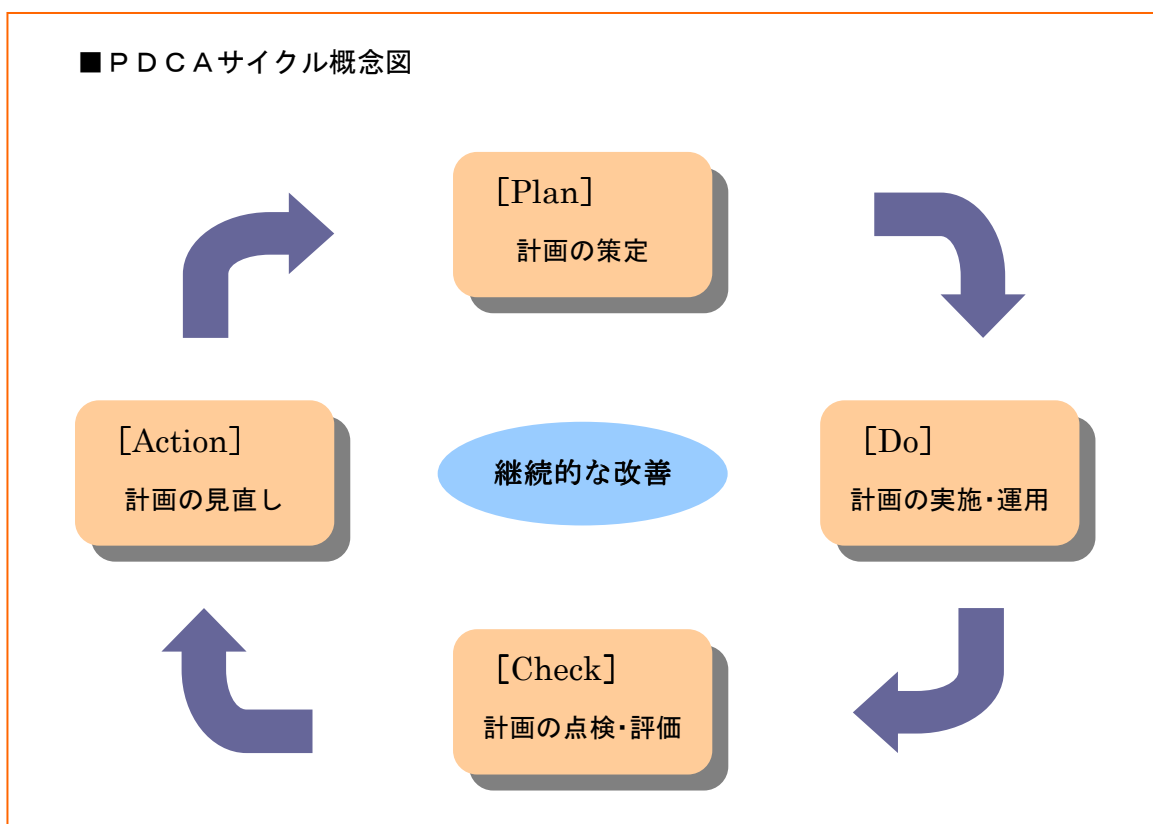 ■ＰＤＣＡサイクル概念図
［Plan］
計画の策定
［Action］
計画の見直し
継続的な改善
［Do］
計画の実施・運用
［Check］
計画の点検・評価